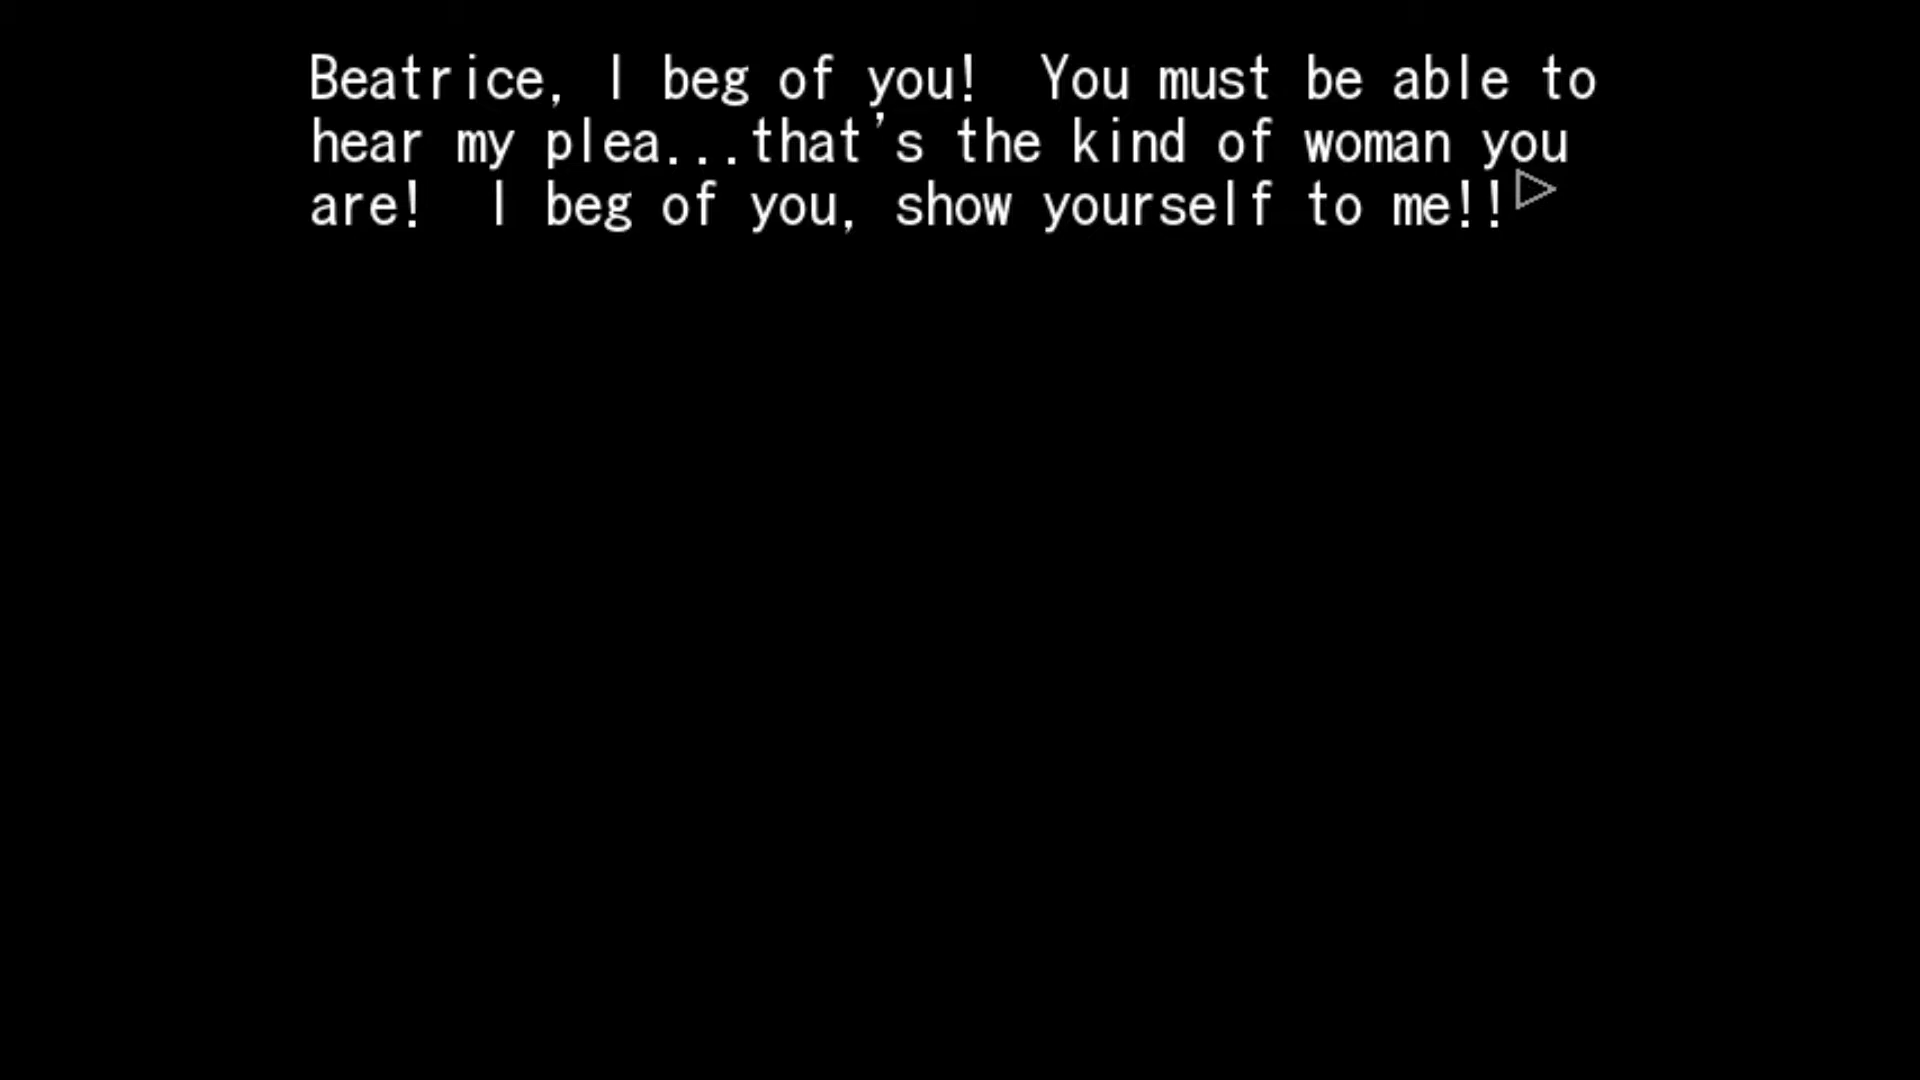 Beatrice, I beg of you!  You must be able to
hear my plea...that's the kind of woman you
are!  I beg of you, show yourself to me!!